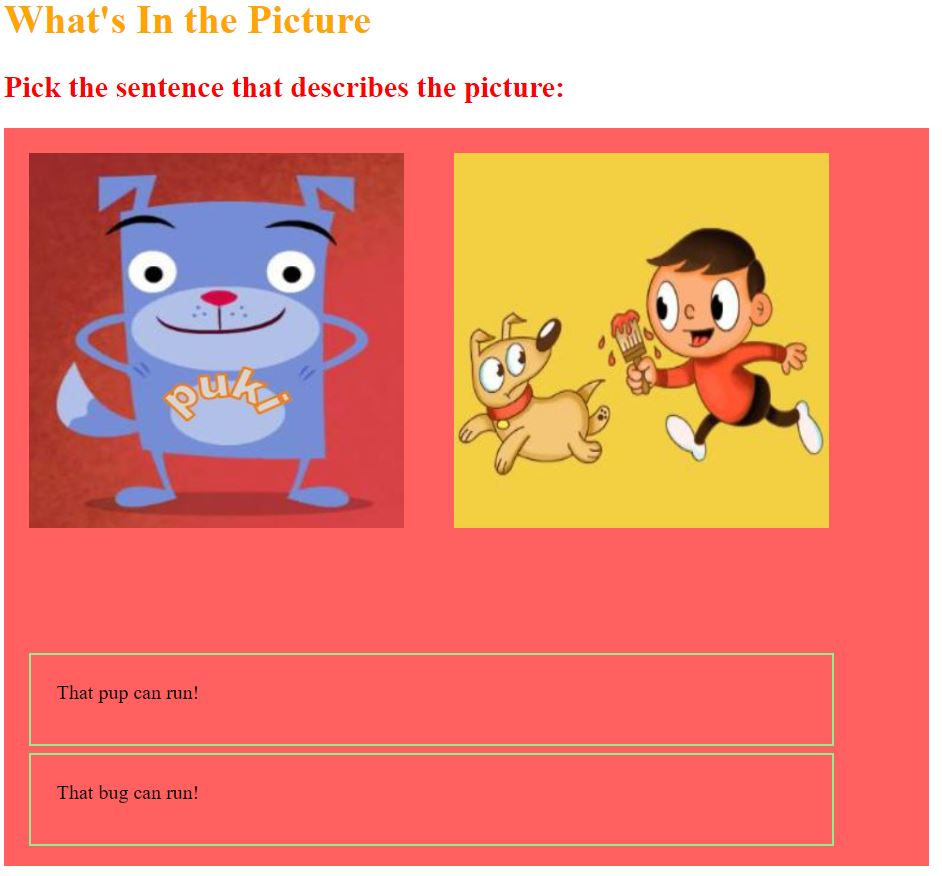 What's In the Picture
Pick the sentence that describes the picture:
puki
That pup can run!
That bug can run!